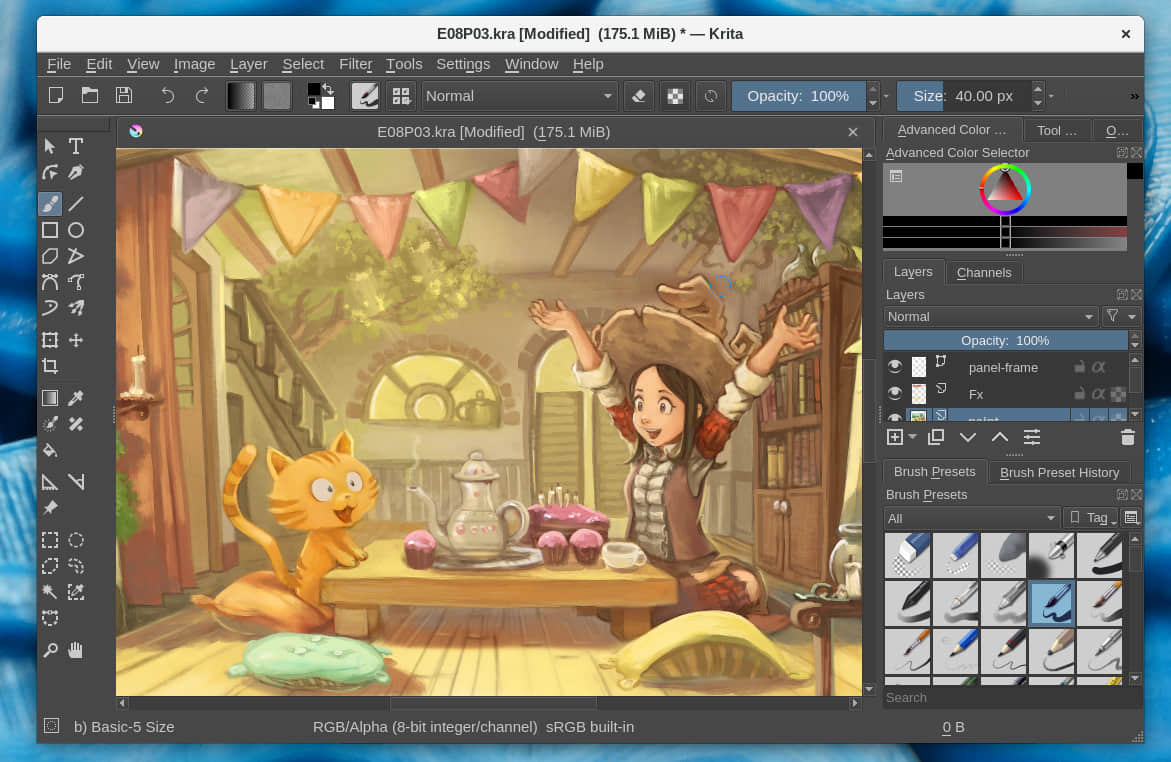 E08P03.kra [Modified]  (175.1 MiB) * — Krita
File Edit View Image Layer Select Filter Tools Settings Window Help
Normal Opacity: 100% Size: 40.00 px »
E08P03.kra [Modified]  (175.1 MiB)
Advanced Color ... Tool ... O...
Advanced Color Selector
Layers Channels
Layers
Normal
Opacity: 100%
panel-frame
Fx
paint
Brush Presets Brush Preset History
Brush Presets
All Tag
Search
b) Basic-5 Size RGB/Alpha (8-bit integer/channel)  sRGB built-in 0 B